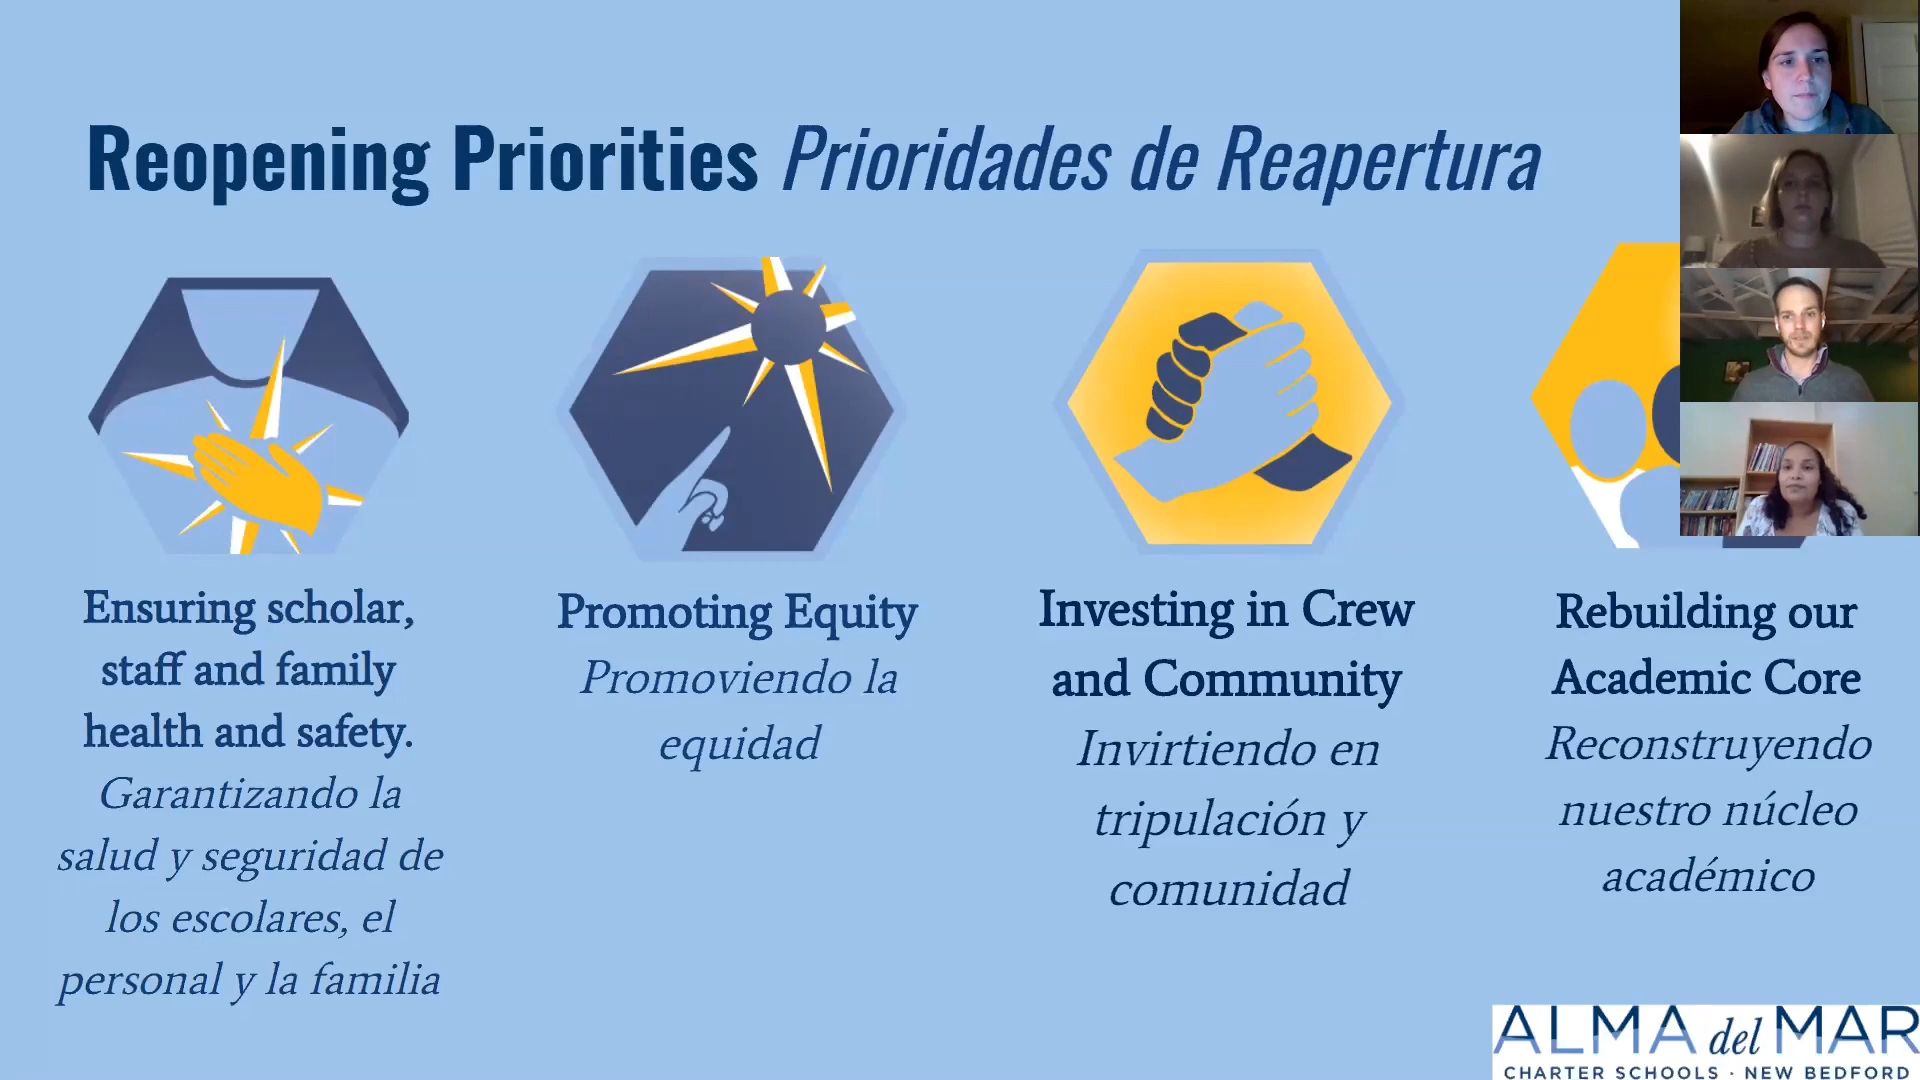 Reopening Priorities Prioridades de Reapertura
Ensuring scholar,
staff and family
health and safety.
Garantizando la
salud y seguridad de
los escolares, el
personal y la familia
Promoting Equity
Promoviendo la
equidad
Investing in Crew
and Community
Invirtiendo en
tripulación y
comunidad
Rebuilding our
Academic Core
Reconstruyendo
nuestro núcleo
académico
ALMA del MAR
CHARTER SCHOOLS · NEW BEDFORD